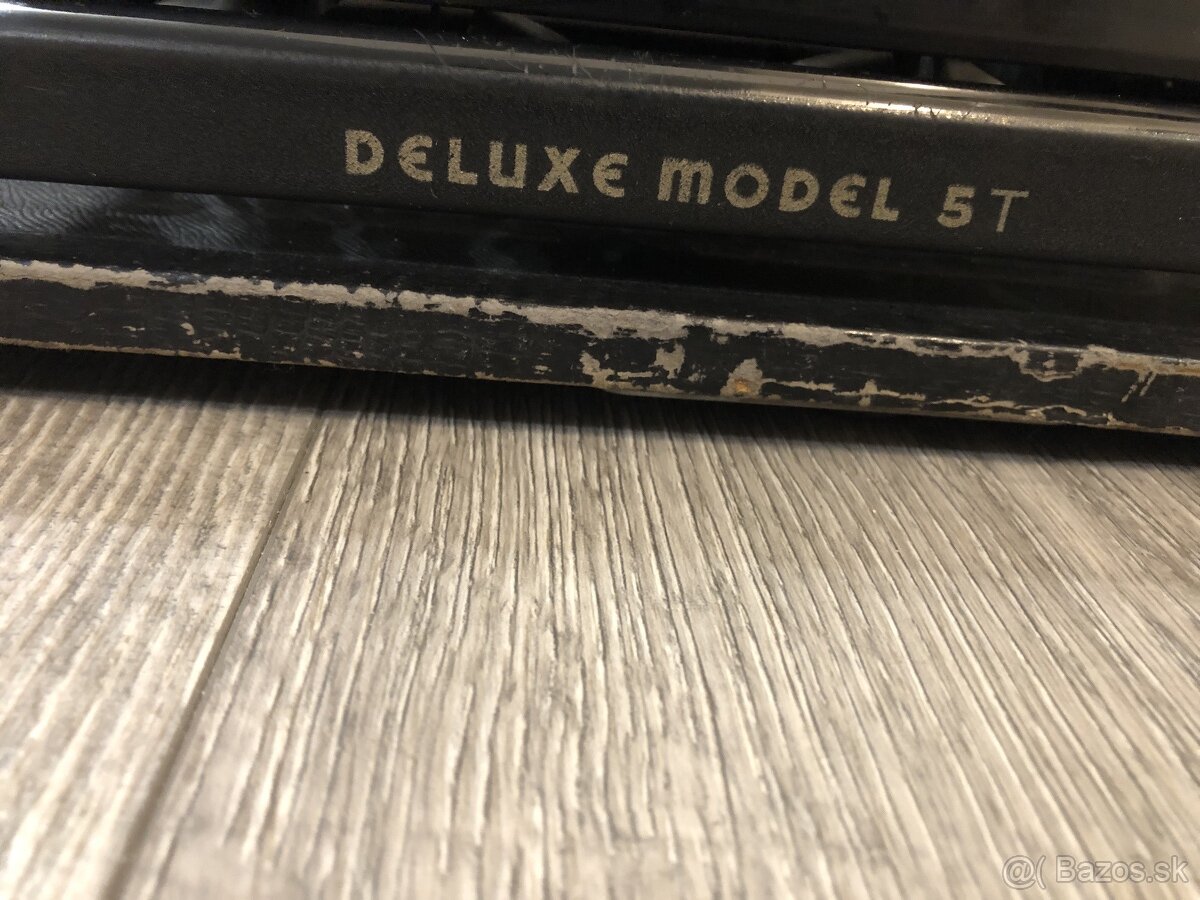 DELUXE MODEL 5T
@( Bazos.sk